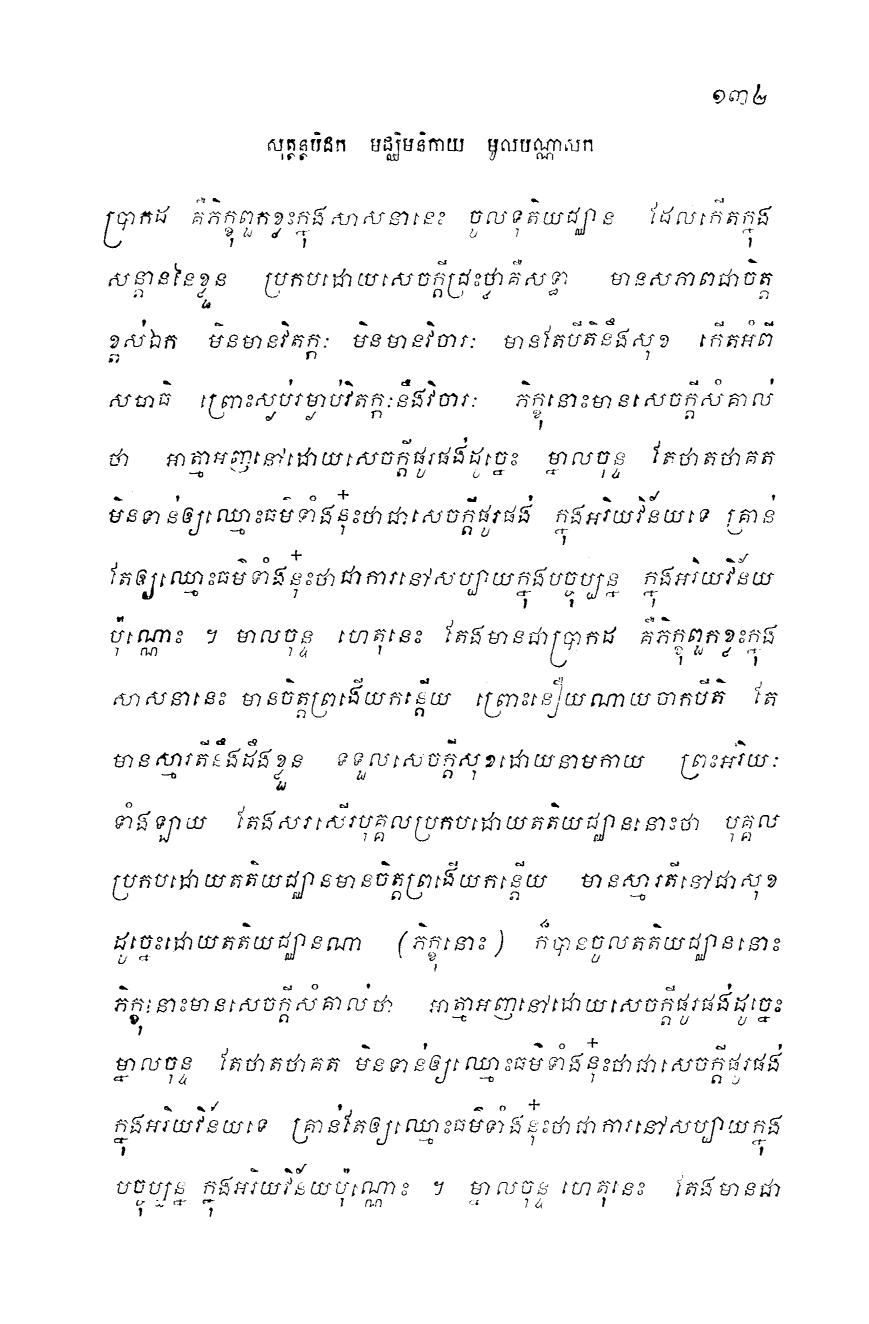 ១៣៤
សុត្តន្តបិដក មជ្ឈិមនិកាយ មូលបណ្ណាសក
ប្រាកដ គឺភិក្ខុពួកខ្លះក្នុងសាសនានេះ ចូលទុតិយជ្ឈាន ដែលកើតក្នុង
សន្តាននៃខ្លួន ប្រកបដោយសេចក្តីជ្រះថ្លាគឺសទ្ធា មានសភាពជាចិត្ត
ខ្ពស់ឯក មិនមានវិតក្កៈ មិនមានវិចារៈ មានតែបីតិនឹងសុខ កើតអំពី
សមាធិ ព្រោះស្ងប់រម្ងាប់វិតក្កៈនឹងវិចារៈ ភិក្ខុនោះមានសេចក្តីសំគាល់
ថា អាត្មាអញនៅដោយសេចក្តីផូរផង់ដូច្នេះ ម្នាលចុន្ទ តែថាតថាគត
មិនទាន់ឲ្យឈ្មោះធម៌ទាំងនុ៎ះថាជាសេចក្តីផូរផង់ ក្នុងអរិយវិន័យទេ គ្រាន់
តែឲ្យឈ្មោះធម៌ទាំងនុ៎ះថាជាការនៅសប្បាយក្នុងបច្ចុប្បន្ន ក្នុងអរិយវិន័យ
ប៉ុណ្ណោះ ។ មាលចុន្ទ ហេតុនេះ តែងមានជាប្រាកដ គឺភិក្ខុពួកខ្លះក្នុង
សាសនានេះ មានចិត្តព្រងើយកន្តើយ ព្រោះនឿយណាយចាកបីតិ តែ
មានស្មារតីនឹងដឹងខ្លួន ទទួលសេចក្តីសុខដោយនាមកាយ ព្រះអរិយៈ
ទាំងឡាយ តែងសរសើរបុគ្គលប្រកបដោយតតិយជ្ឈាននោះថា បុគ្គល
ប្រកបដោយតតិយជ្ឈានមានចិត្តព្រងើយកន្តើយ មានស្មារតីនៅជាសុខ
ដូច្នេះដោយតតិយជ្ឈានណា (ភិក្ខុនោះ) ក៏បានចូលតតិយជ្ឈាននោះ
ភិក្ខុនោះមានសេចក្តីសំគាល់ថា អាត្មាអញនៅដោយសេចក្តីផូរផង់ដូច្នេះ
ម្នាលចុន្ទ តែថាតថាគត មិនទាន់ឲ្យឈ្មោះធម៌ទាំងនុ៎ះថាជាសេចក្តីផូរផង់
ក្នុងអរិយវិន័យទេ គ្រាន់តែឲ្យឈ្មោះធម៌ទាំងនុ៎ះថាជាការនៅសប្បាយក្នុង
បច្ចុប្បន្ន ក្នុងអរិយវិន័យប៉ុណ្ណោះ ។ ម្នាលចុន្ទ ហេតុនេះ តែងមានជា